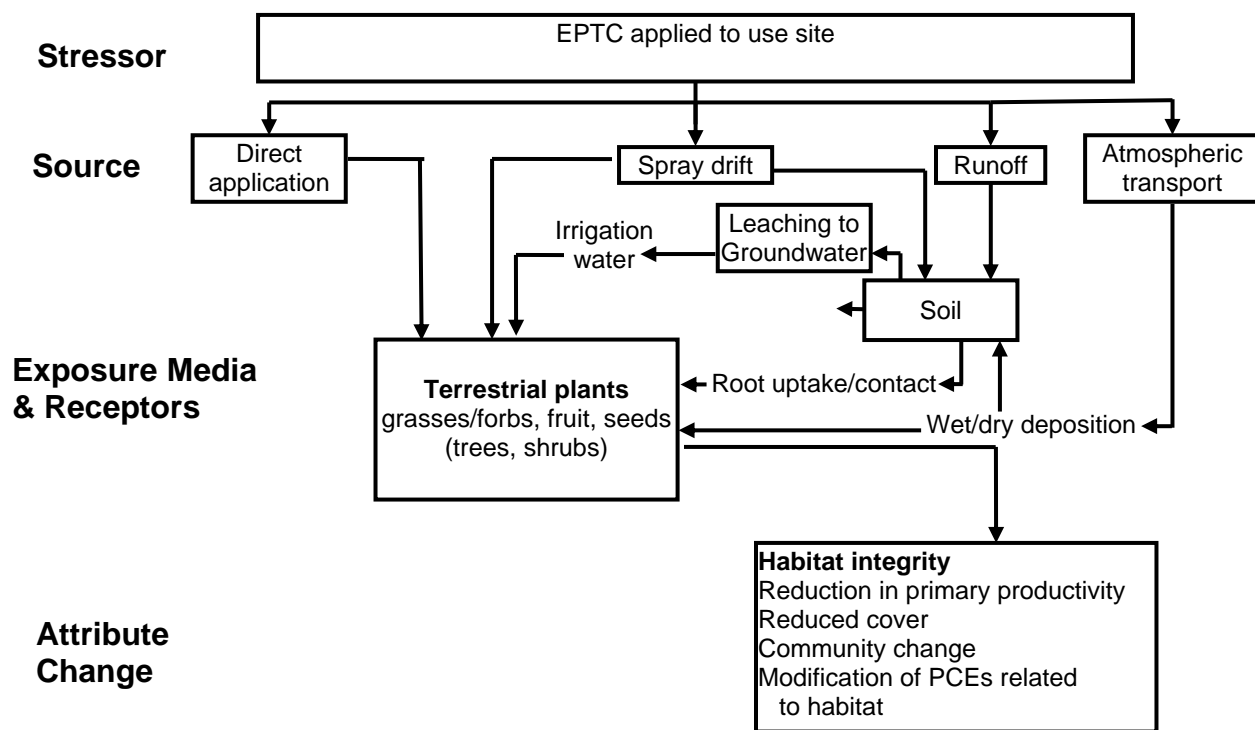 Stressor
EPTC applied to use site
Source
Direct
application
Spray drift
Runoff
Atmospheric
transport
Irrigation
water
Leaching to
Groundwater
Soil
Exposure Media
& Receptors
Terrestrial plants
grasses/forbs, fruit, seeds
(trees, shrubs)
Root uptake/contact
Wet/dry deposition
Attribute
Change
Habitat integrity
Reduction in primary productivity
Reduced cover
Community change
Modification of PCEs related
to habitat